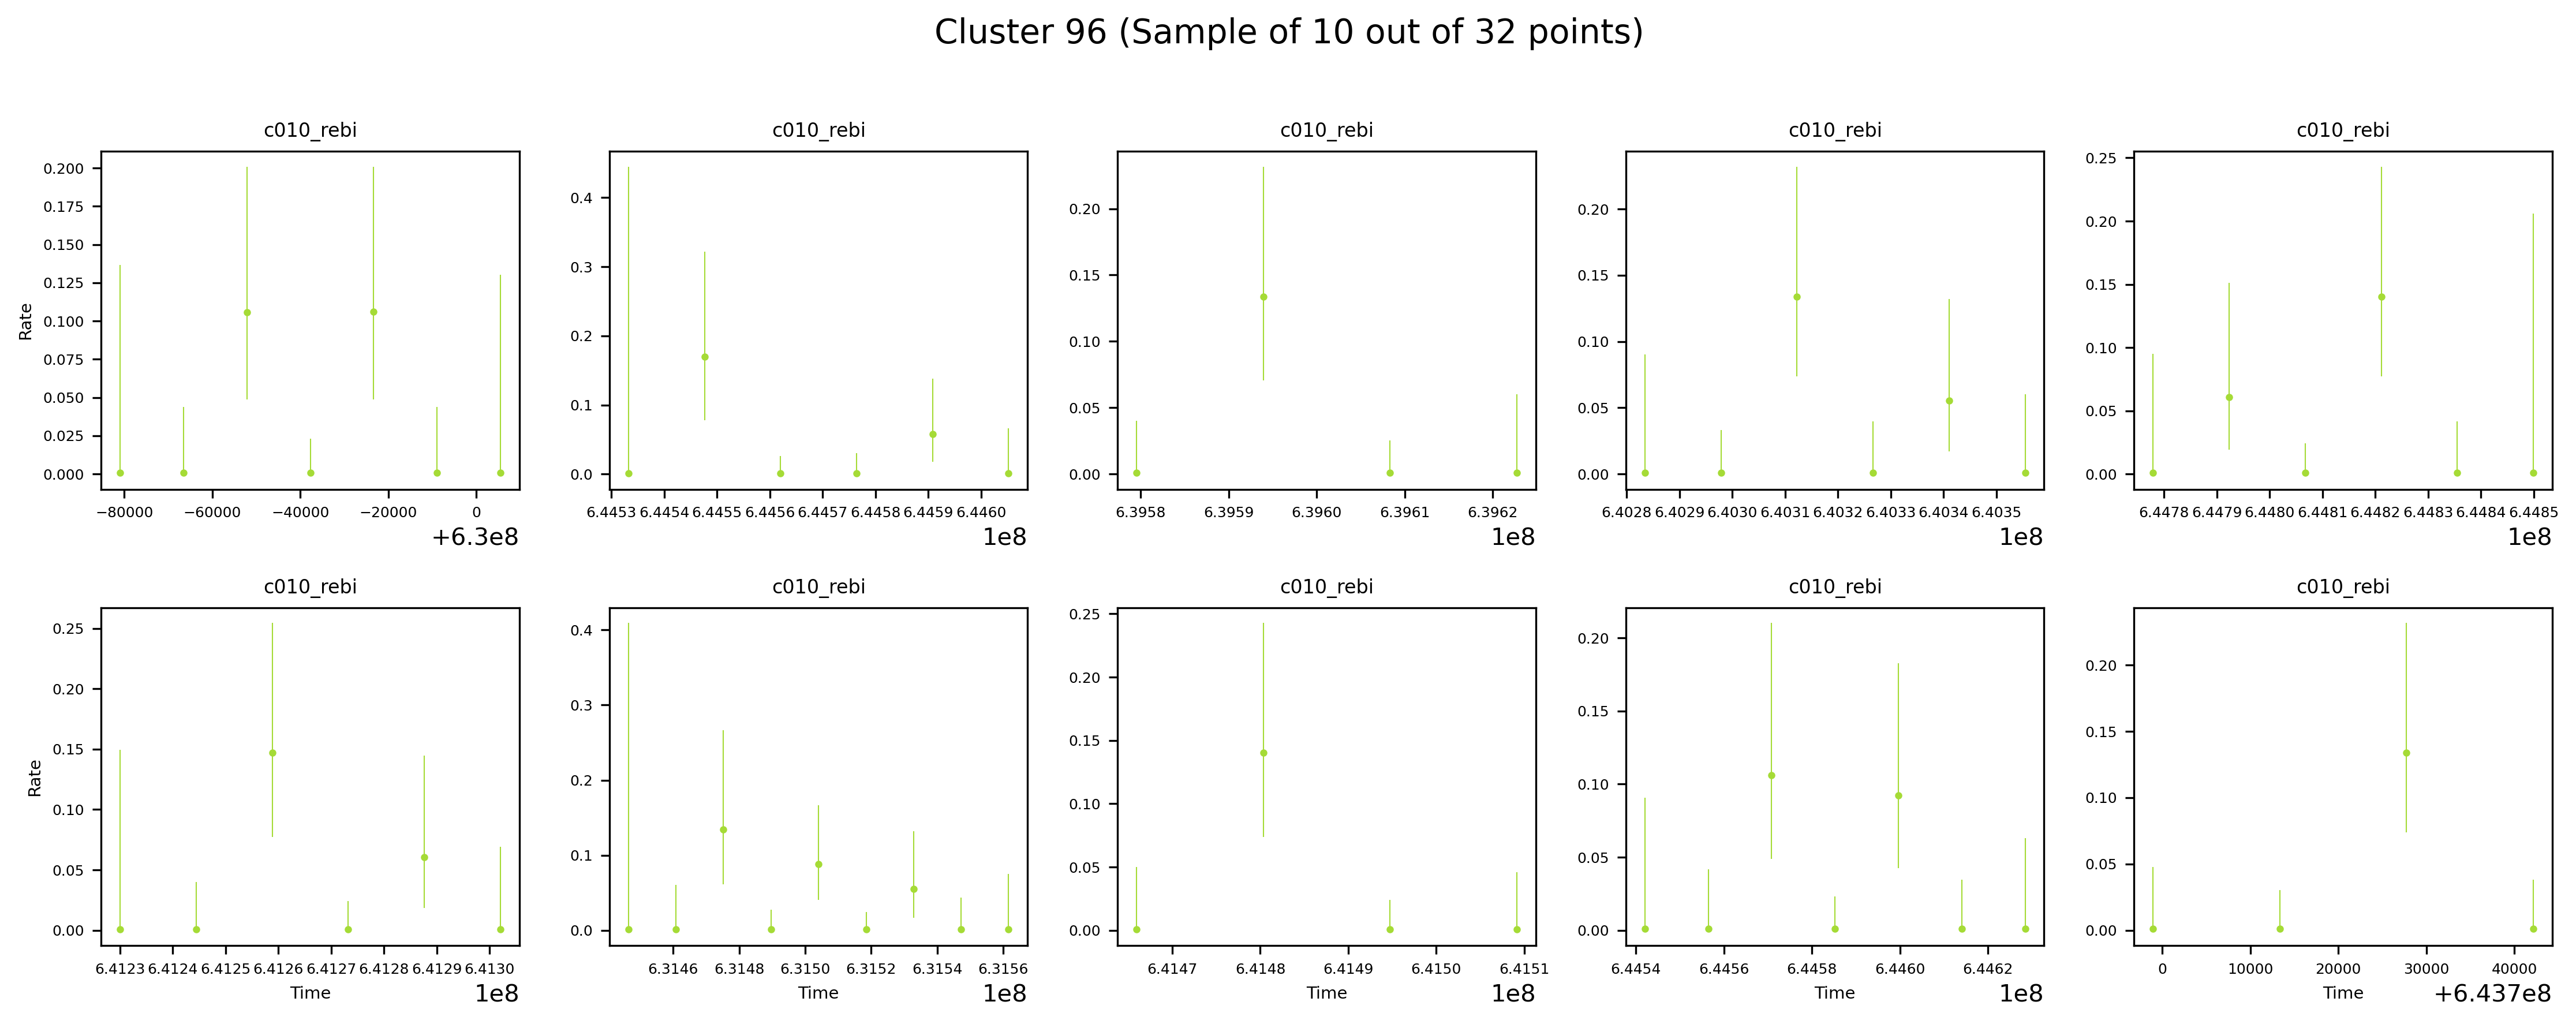 Cluster 96 (Sample of 10 out of 32 points)
c010_rebi c010_rebi c010_rebi c010_rebi c010_rebi
Rate
0.200
0.175
0.150
0.125
0.100
0.075
0.050
0.025
0.000
−80000 −60000 −40000 −20000 0
+6.3e8
0.4
0.3
0.2
0.1
0.0
6.4453 6.4454 6.4455 6.4456 6.4457 6.4458 6.4459 6.4460
1e8
0.20
0.15
0.10
0.05
0.00
6.3958 6.3959 6.3960 6.3961 6.3962
1e8
0.20
0.15
0.10
0.05
0.00
6.4028 6.4029 6.4030 6.4031 6.4032 6.4033 6.4034 6.4035
1e8
0.25
0.20
0.15
0.10
0.05
0.00
6.4478 6.4479 6.4480 6.4481 6.4482 6.4483 6.4484 6.4485
1e8
c010_rebi c010_rebi c010_rebi c010_rebi c010_rebi
Rate
0.25
0.20
0.15
0.10
0.05
0.00
6.4123 6.4124 6.4125 6.4126 6.4127 6.4128 6.4129 6.4130
Time
1e8
0.4
0.3
0.2
0.1
0.0
6.3146 6.3148 6.3150 6.3152 6.3154 6.3156
Time
1e8
0.25
0.20
0.15
0.10
0.05
0.00
6.4147 6.4148 6.4149 6.4150 6.4151
Time
1e8
0.20
0.15
0.10
0.05
0.00
6.4454 6.4456 6.4458 6.4460 6.4462
Time
1e8
0.20
0.15
0.10
0.05
0.00
0 10000 20000 30000 40000
Time
+6.437e8